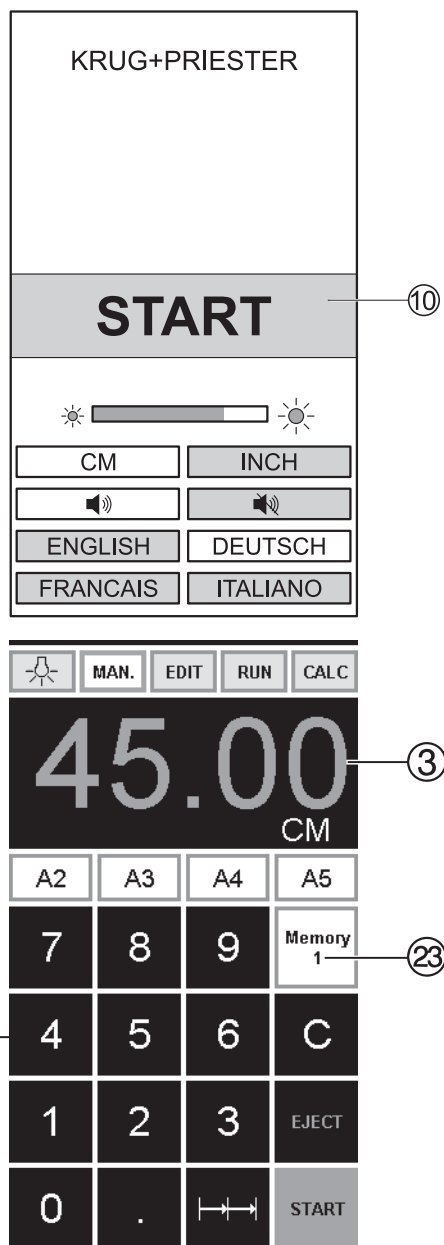 KRUG+PRIESTER
START
10
CM INCH
ENGLISH DEUTSCH
FRANCAIS ITALIANO
MAN. EDIT RUN CALC
45.00
3
CM
A2 A3 A4 A5
7 8 9 Memory
1
23
4 5 6 C
1 2 3 EJECT
0 . START